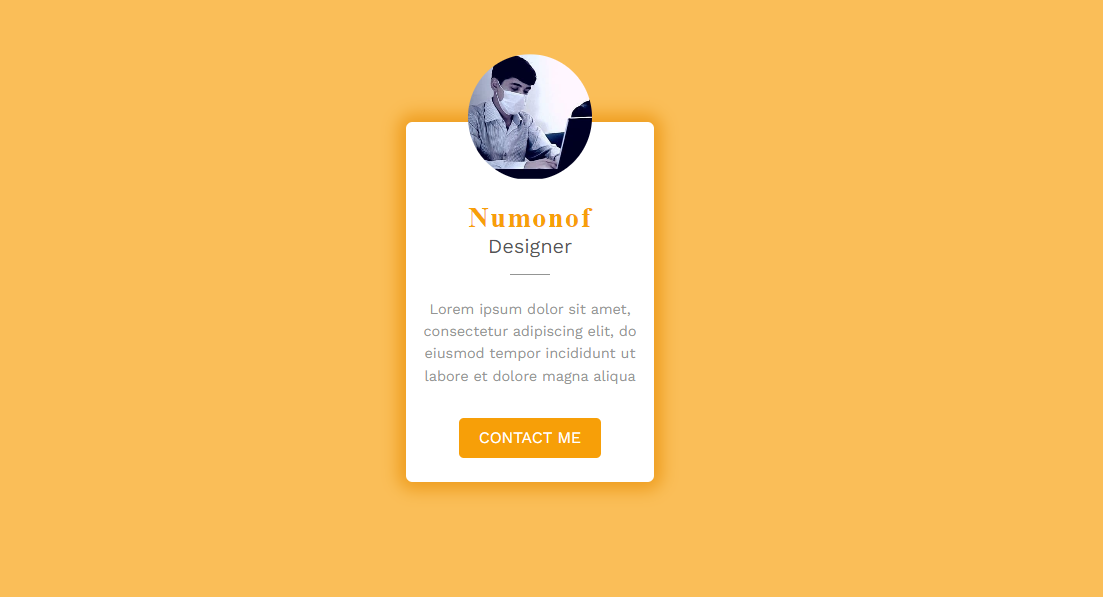 Numonof
Designer
Lorem ipsum dolor sit amet,
consectetur adipiscing elit, do
eiusmod tempor incididunt ut
labore et dolore magna aliqua
CONTACT ME